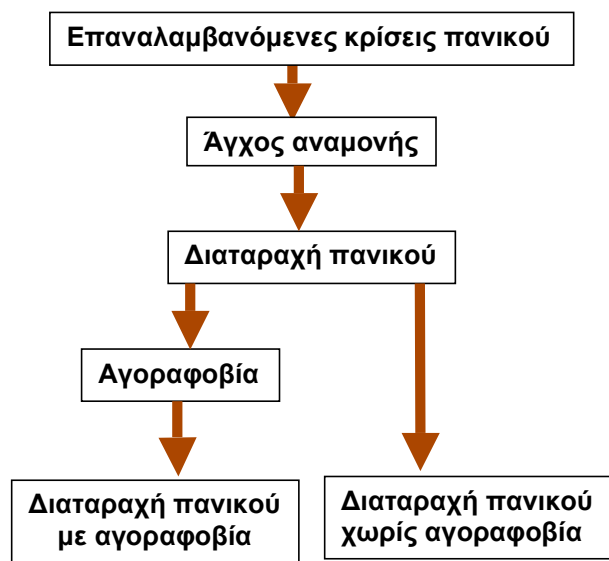 Επαναλαμβανόμενες κρίσεις πανικού
Άγχος αναμονής
Διαταραχή πανικού
Αγοραφοβία
Διαταραχή πανικού
με αγοραφοβία
Διαταραχή πανικού
χωρίς αγοραφοβία